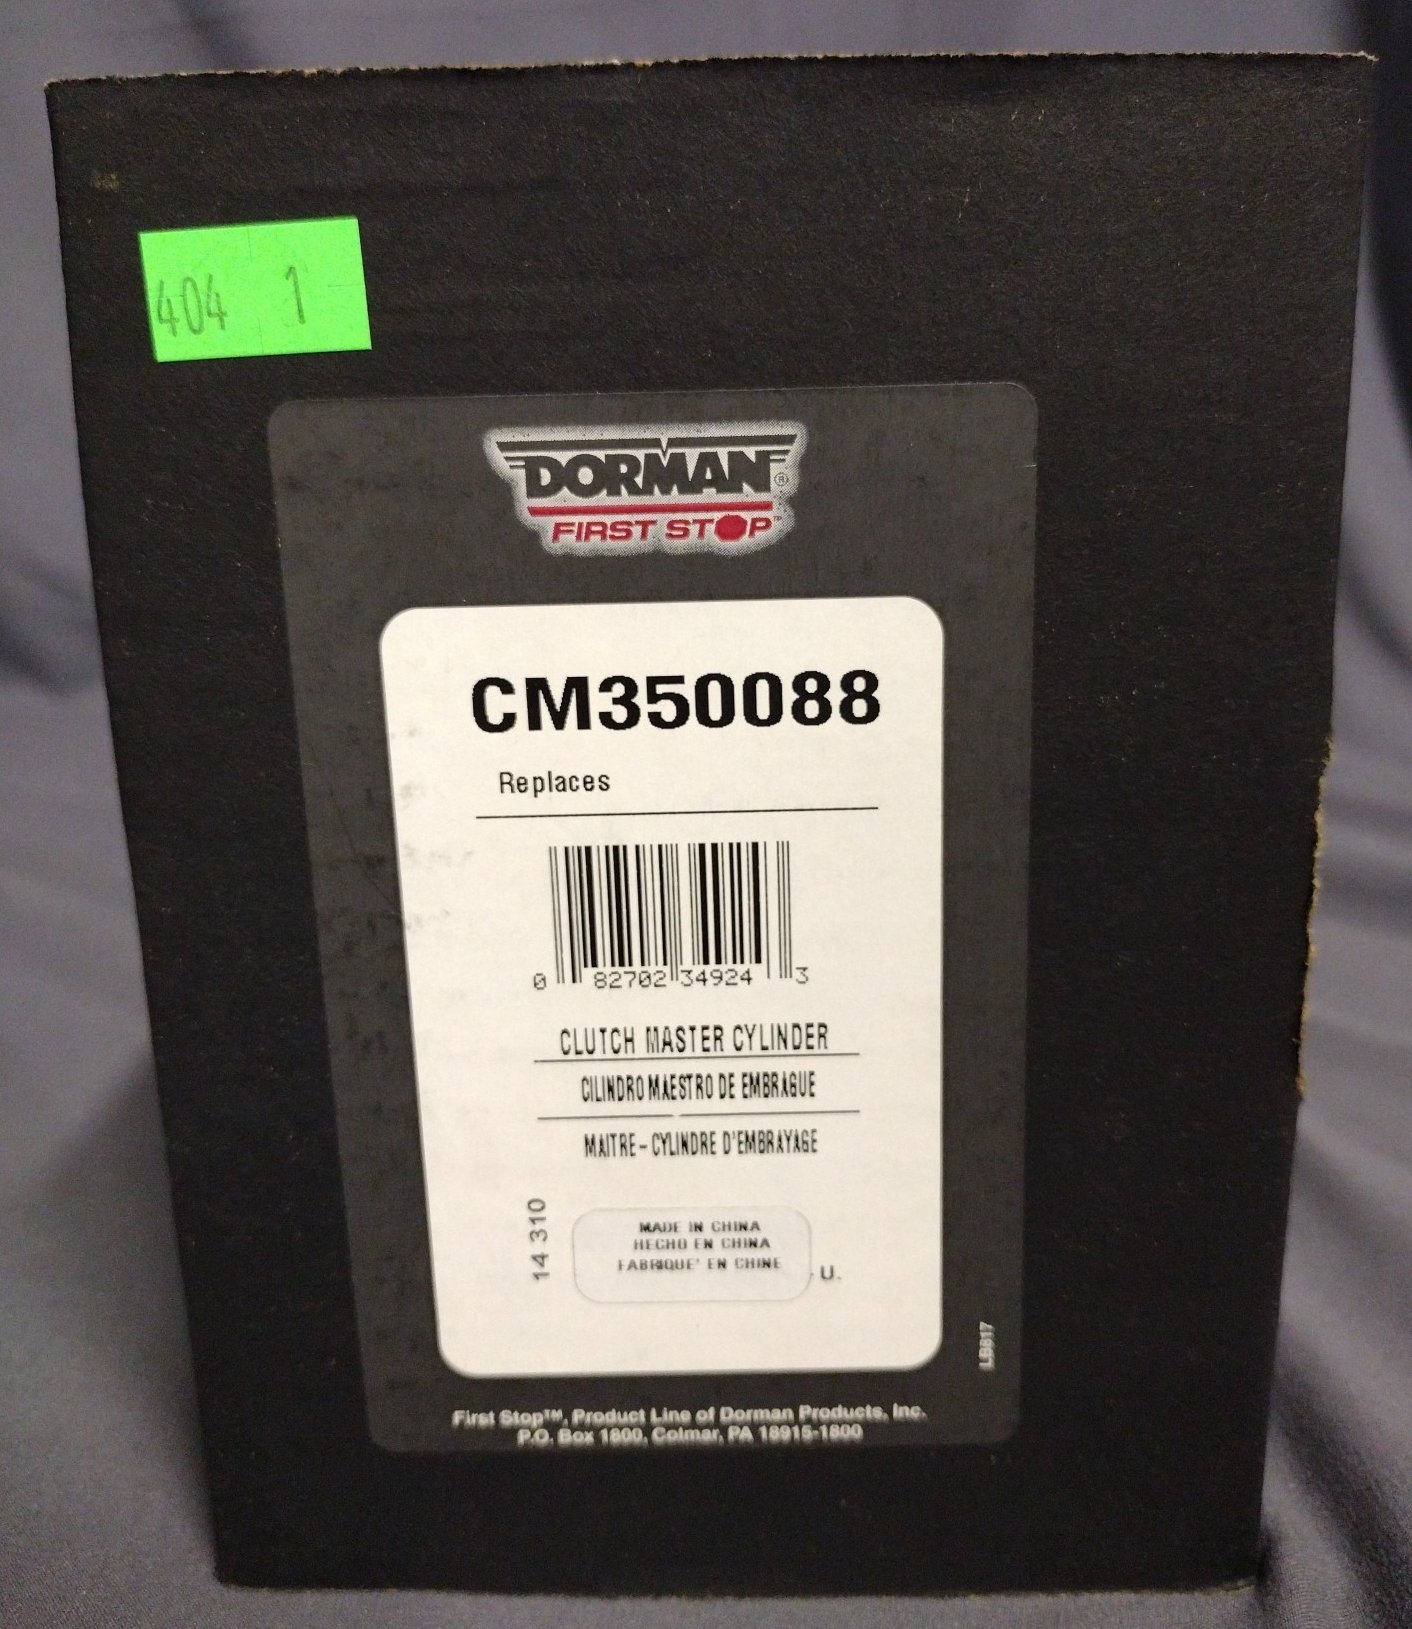 404 1
DORMAN®
FIRST STOP™
CM350088
Replaces
0 82702 34924 3
CLUTCH MASTER CYLINDER
CILINDRO MAESTRO DE EMBRAGUE
MAITRE-CYLINDRE D'EMBRAYAGE
14 310
MADE IN CHINA
HECHO EN CHINA
FABRIQUE' EN CHINE
U.
LB617
First Stop™, Product Line of Dorman Products, Inc.
P.O. Box 1800, Colmar, PA 18915-1800